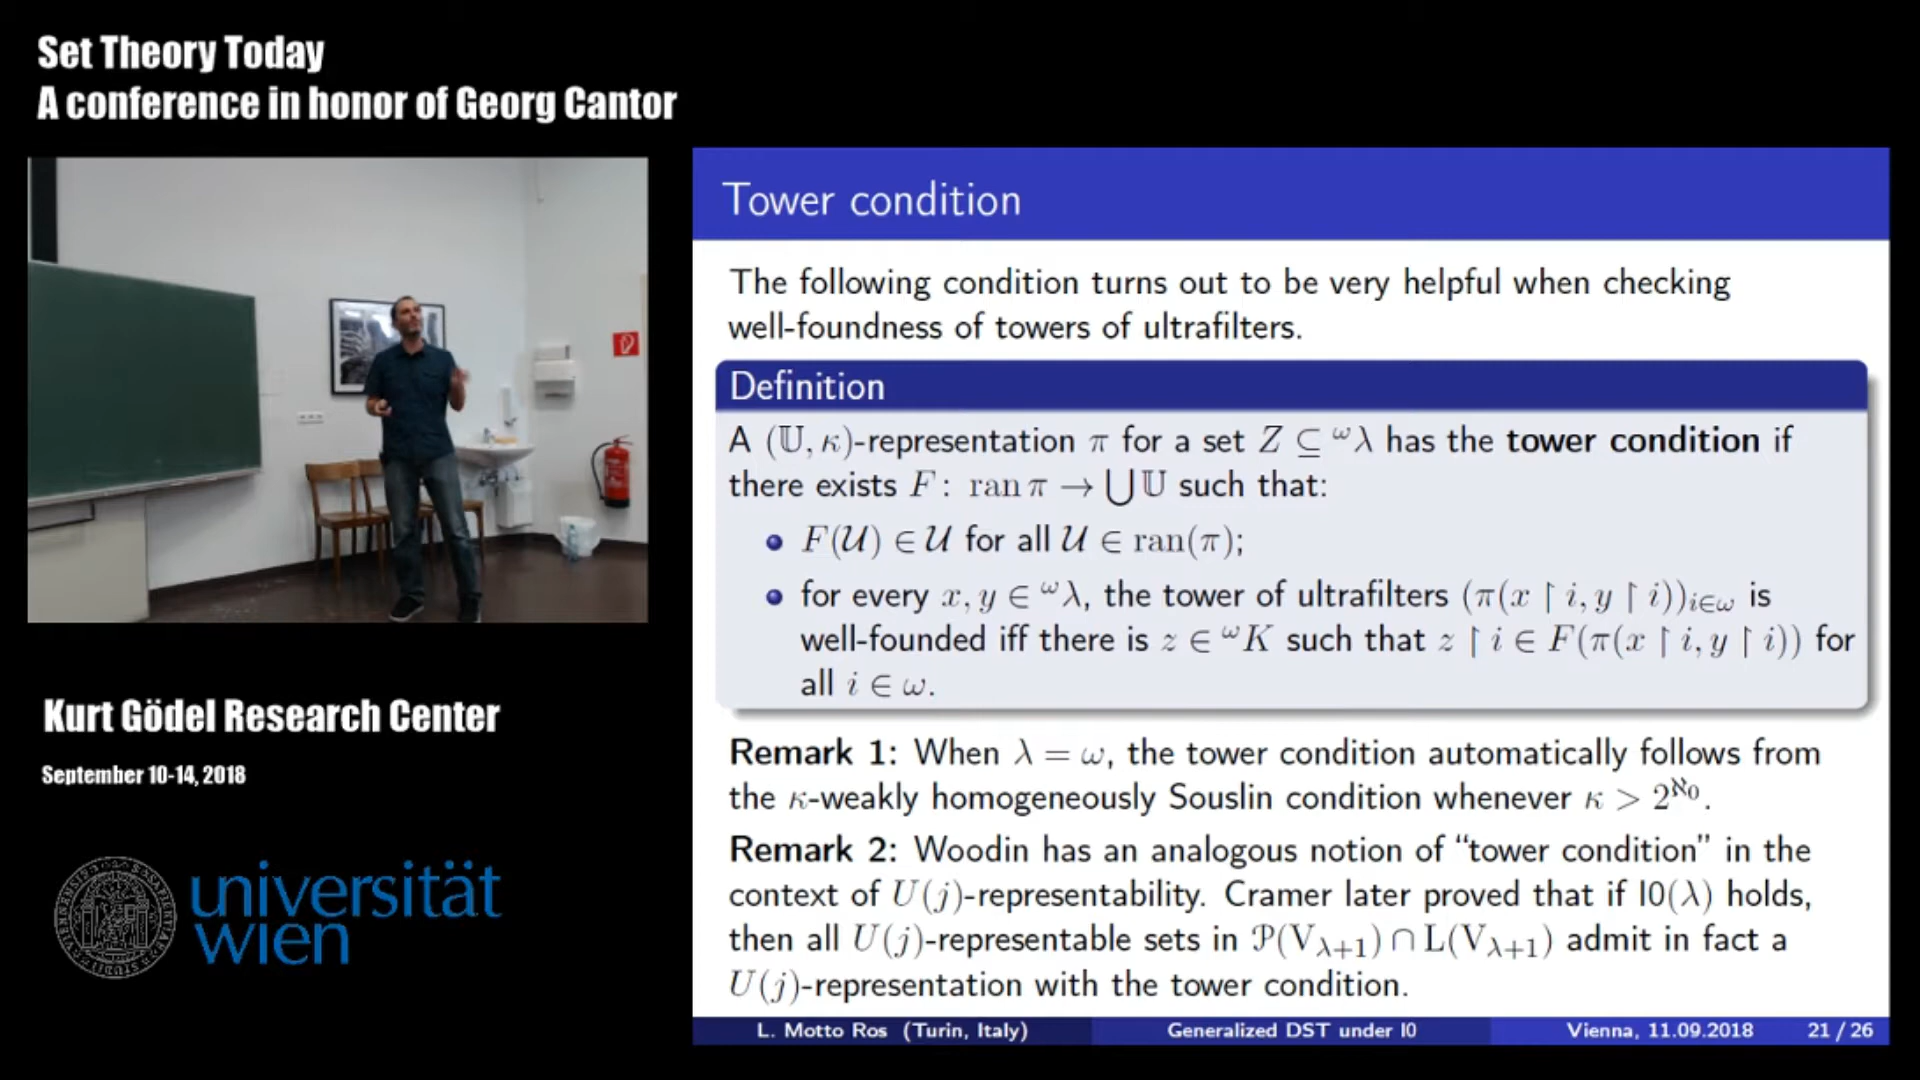 Set Theory Today
A conference in honor of Georg Cantor
Tower condition
The following condition turns out to be very helpful when checking
well-foundness of towers of ultrafilters.
Definition
A (𝕌, κ)-representation π for a set Z ⊆ ^ωλ has the tower condition if
there exists F : ran π → ⋃𝕌 such that:
• F(𝒰) ∈ 𝒰 for all 𝒰 ∈ ran(π);
• for every x, y ∈ ^ωλ, the tower of ultrafilters (π(x ↾ i, y ↾ i))_{i∈ω} is
well-founded iff there is z ∈ ^ωK such that z ↾ i ∈ F(π(x ↾ i, y ↾ i)) for
all i ∈ ω.
Remark 1: When λ = ω, the tower condition automatically follows from
the κ-weakly homogeneously Souslin condition whenever κ > 2^{ℵ₀}.
Remark 2: Woodin has an analogous notion of “tower condition” in the
context of U(j)-representability. Cramer later proved that if I0(λ) holds,
then all U(j)-representable sets in 𝒫(V_{λ+1}) ∩ L(V_{λ+1}) admit in fact a
U(j)-representation with the tower condition.
L. Motto Ros (Turin, Italy) Generalized DST under I0 Vienna, 11.09.2018 21 / 26
Kurt Gödel Research Center
September 10-14, 2018
universität
wien